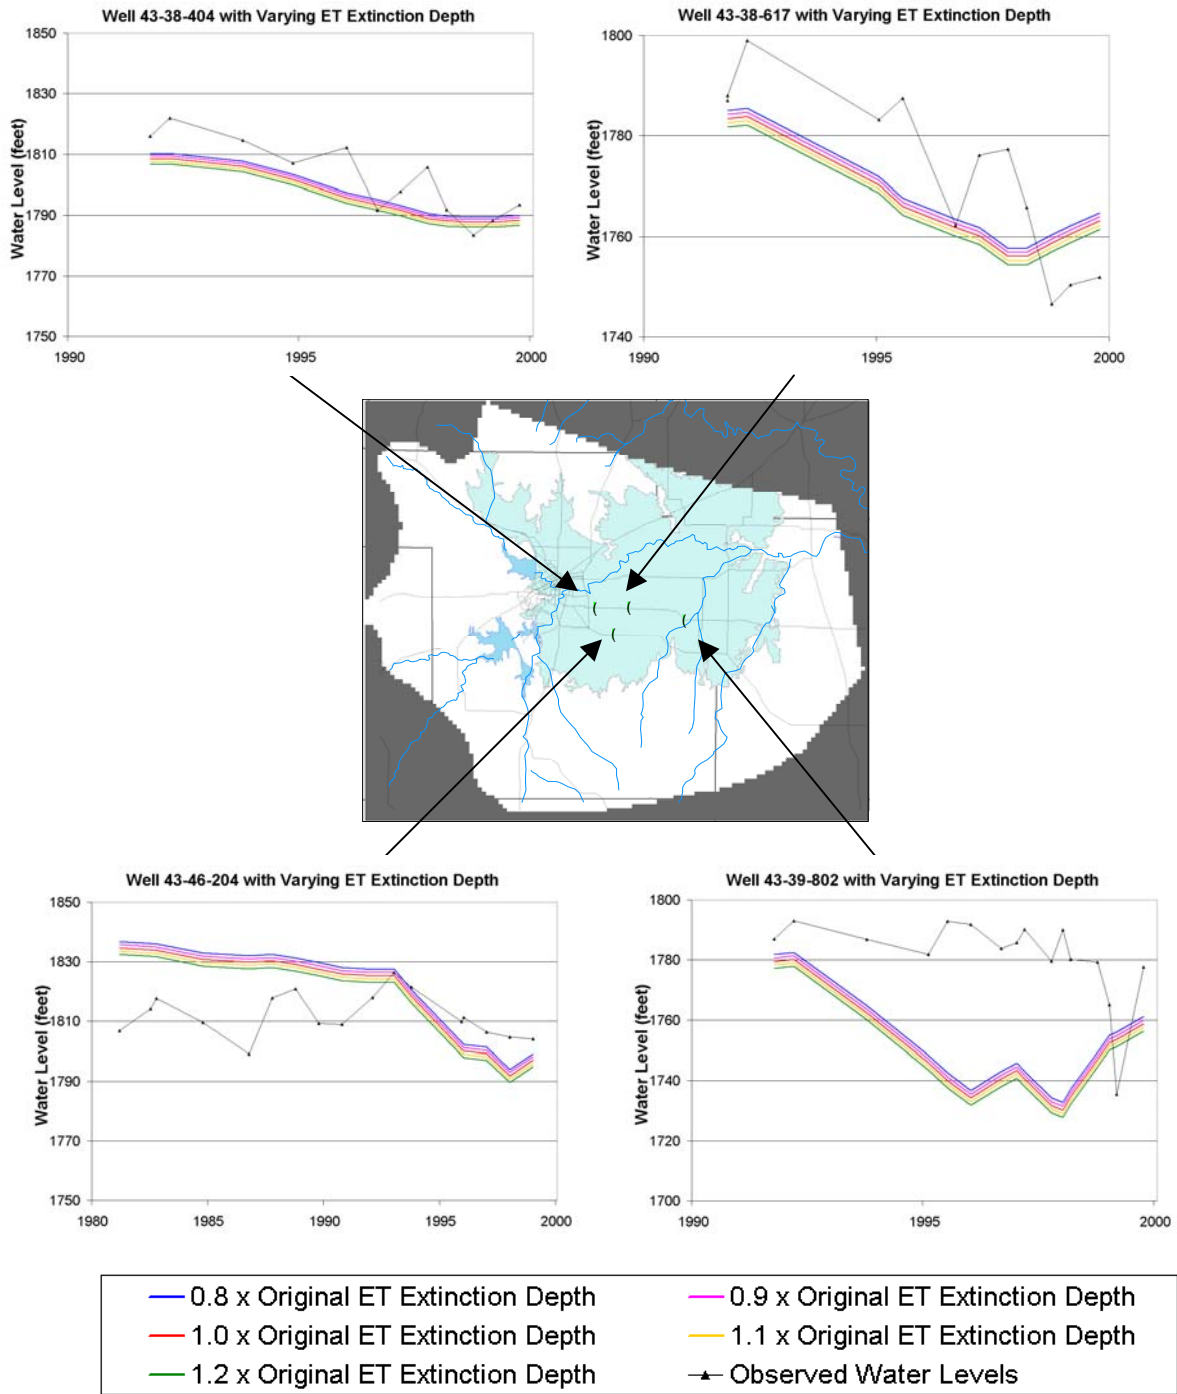 Well 43-38-404 with Varying ET Extinction Depth
1850
1830
1810
1790
1770
1750
Water Level (feet)
1990
1995
2000
Well 43-38-617 with Varying ET Extinction Depth
1800
1780
1760
1740
Water Level (feet)
1990
1995
2000
Well 43-46-204 with Varying ET Extinction Depth
1850
1830
1810
1790
1770
1750
Water Level (feet)
1980
1985
1990
1995
2000
Well 43-39-802 with Varying ET Extinction Depth
1800
1780
1760
1740
1720
1700
Water Level (feet)
1990
1995
2000
0.8 x Original ET Extinction Depth
0.9 x Original ET Extinction Depth
1.0 x Original ET Extinction Depth
1.1 x Original ET Extinction Depth
1.2 x Original ET Extinction Depth
Observed Water Levels